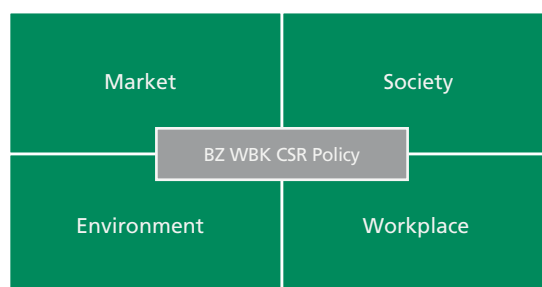 Market
Society
BZ WBK CSR Policy
Environment
Workplace